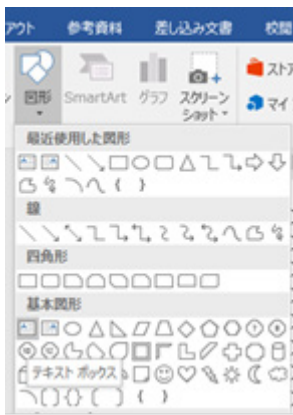 アウト 参考資料 差し込み文書 校閲
図形 SmartArt グラフ スクリーン ショット
ストア
マイ
最近使用した図形
線
四角形
基本図形
テキスト ボックス